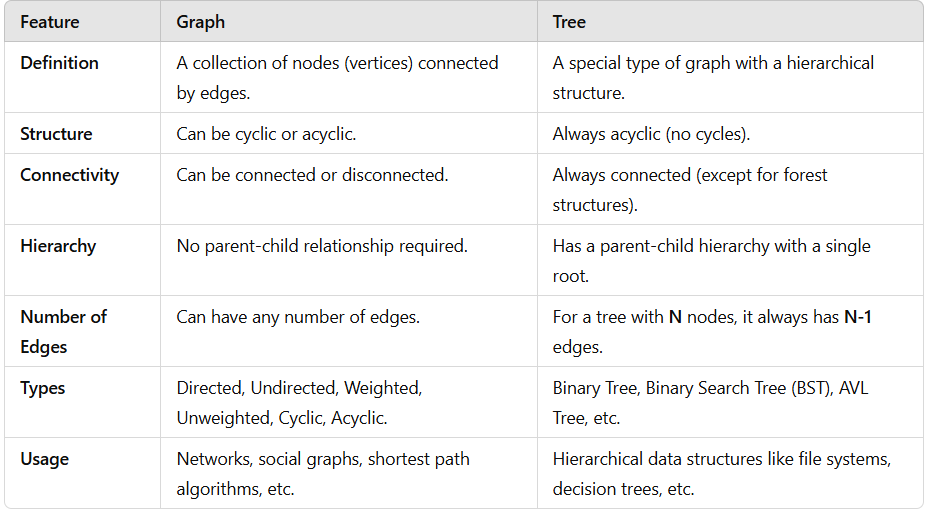 Feature Graph Tree
Definition A collection of nodes (vertices) connected A special type of graph with a hierarchical
by edges. structure.
Structure Can be cyclic or acyclic. Always acyclic (no cycles).
Connectivity Can be connected or disconnected. Always connected (except for forest
structures).
Hierarchy No parent-child relationship required. Has a parent-child hierarchy with a single
root.
Number of Can have any number of edges. For a tree with N nodes, it always has N-1
Edges edges.
Types Directed, Undirected, Weighted, Binary Tree, Binary Search Tree (BST), AVL
Unweighted, Cyclic, Acyclic. Tree, etc.
Usage Networks, social graphs, shortest path Hierarchical data structures like file systems,
algorithms, etc. decision trees, etc.